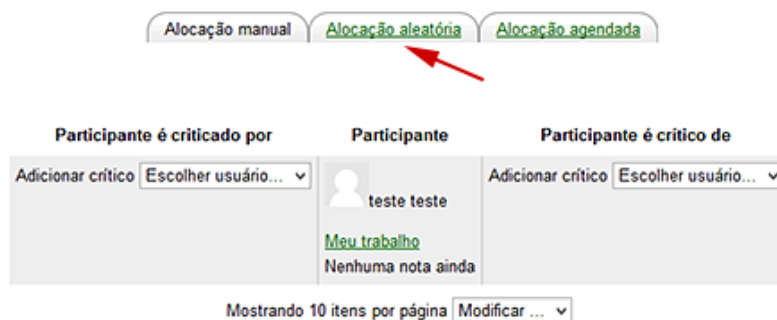 Alocação manual Alocação aleatória Alocação agendada
Participante é criticado por Participante Participante é crítico de
Adicionar crítico Escolher usuário... teste teste Adicionar crítico Escolher usuário...
Meu trabalho
Nenhuma nota ainda
Mostrando 10 itens por página Modificar ...